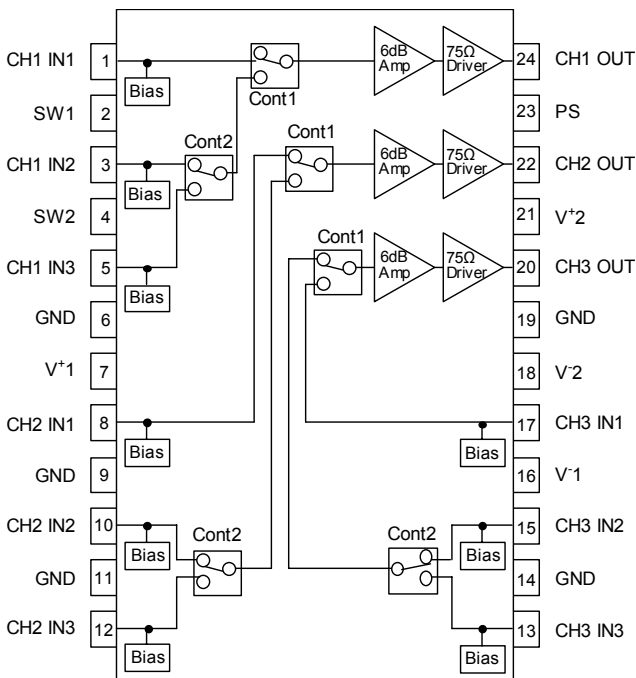 CH1 IN1 1 Bias Cont1 6dB Amp 75Ω Driver 24 CH1 OUT
SW1 2 23 PS
CH1 IN2 3 Bias Cont2 Cont1 6dB Amp 75Ω Driver 22 CH2 OUT
SW2 4 21 V+2
CH1 IN3 5 Bias Cont1 6dB Amp 75Ω Driver 20 CH3 OUT
GND 6 19 GND
V+1 7 18 V-2
CH2 IN1 8 Bias Bias 17 CH3 IN1
GND 9 16 V-1
CH2 IN2 10 Bias Cont2 Cont2 Bias 15 CH3 IN2
GND 11 14 GND
CH2 IN3 12 Bias Bias 13 CH3 IN3